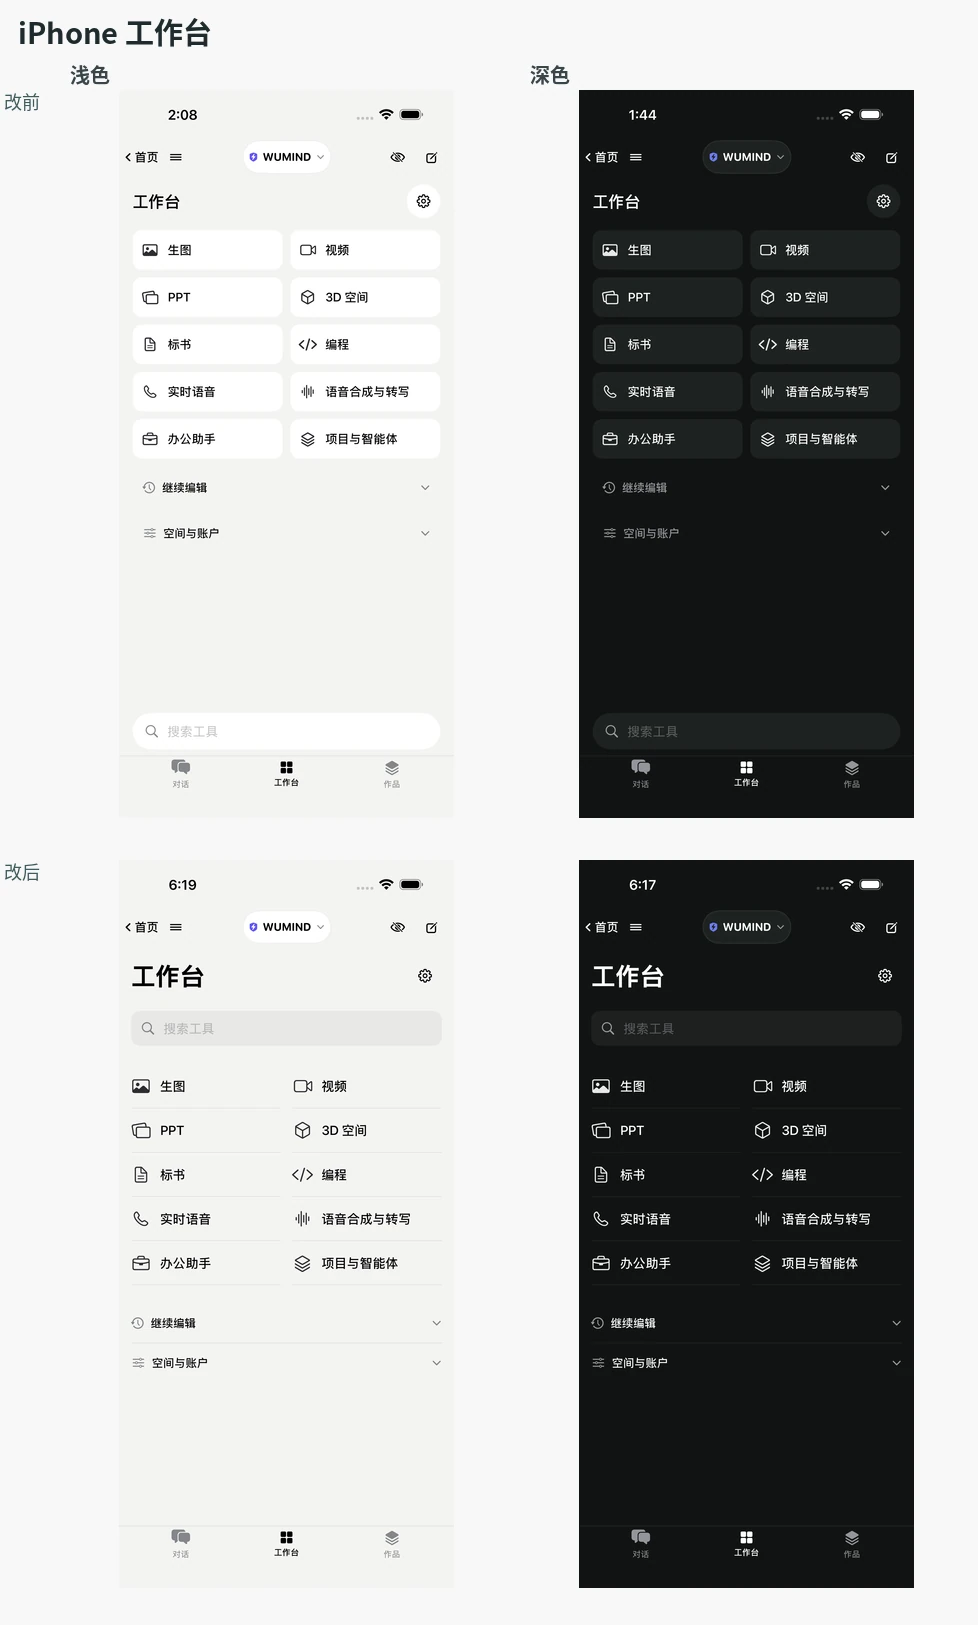 iPhone 工作台
浅色
深色
改前
2:08
首页
WUMIND
工作台
生图
视频
PPT
3D 空间
标书
编程
实时语音
语音合成与转写
办公助手
项目与智能体
继续编辑
空间与账户
搜索工具
对话
工作台
作品
1:44
首页
WUMIND
工作台
生图
视频
PPT
3D 空间
标书
编程
实时语音
语音合成与转写
办公助手
项目与智能体
继续编辑
空间与账户
搜索工具
对话
工作台
作品
改后
6:19
首页
WUMIND
工作台
搜索工具
生图
视频
PPT
3D 空间
标书
编程
实时语音
语音合成与转写
办公助手
项目与智能体
继续编辑
空间与账户
对话
工作台
作品
6:17
首页
WUMIND
工作台
搜索工具
生图
视频
PPT
3D 空间
标书
编程
实时语音
语音合成与转写
办公助手
项目与智能体
继续编辑
空间与账户
对话
工作台
作品